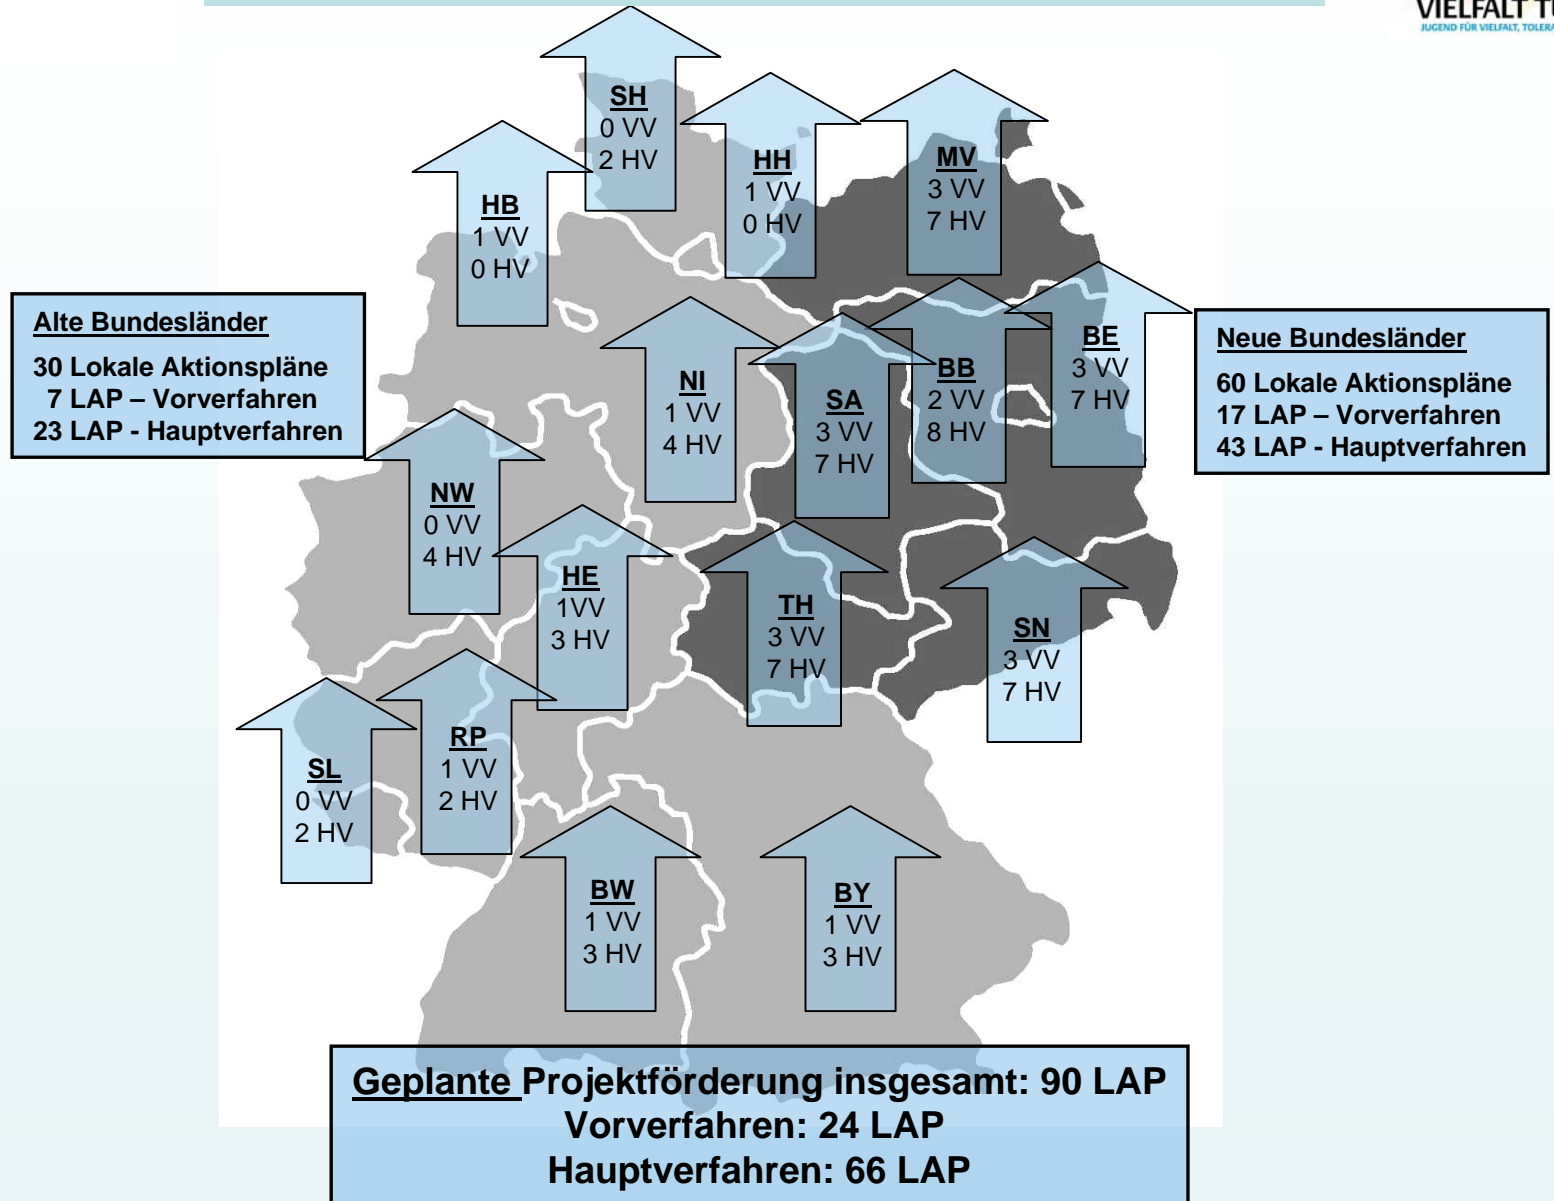 VIELFALT
JUGEND FÜR VIELFALT,
SH
0 VV
2 HV
HH
1 VV
0 HV
MV
3 VV
7 HV
HB
1 VV
0 HV
Alte Bundesländer
30 Lokale Aktionspläne
7 LAP – Vorverfahren
23 LAP - Hauptverfahren
NI
1 VV
4 HV
SA
3 VV
7 HV
BB
2 VV
8 HV
BE
3 VV
7 HV
Neue Bundesländer
60 Lokale Aktionspläne
17 LAP – Vorverfahren
43 LAP - Hauptverfahren
NW
0 VV
4 HV
HE
1VV
3 HV
TH
3 VV
7 HV
SN
3 VV
7 HV
SL
0 VV
2 HV
RP
1 VV
2 HV
BW
1 VV
3 HV
BY
1 VV
3 HV
Geplante Projektförderung insgesamt: 90 LAP
Vorverfahren: 24 LAP
Hauptverfahren: 66 LAP